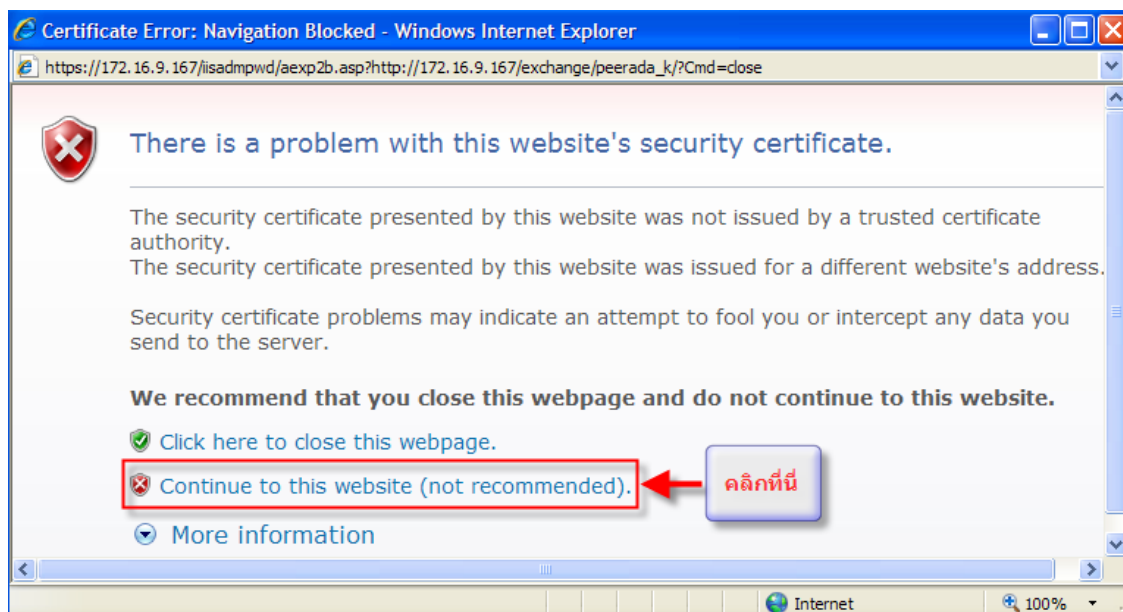 Certificate Error: Navigation Blocked - Windows Internet Explorer
https://172.16.9.167/iisadmpwd/aexp2b.asp?http://172.16.9.167/exchange/peerada_k/?Cmd=close
There is a problem with this website's security certificate.
The security certificate presented by this website was not issued by a trusted certificate
authority.
The security certificate presented by this website was issued for a different website's address.
Security certificate problems may indicate an attempt to fool you or intercept any data you
send to the server.
We recommend that you close this webpage and do not continue to this website.
Click here to close this webpage.
Continue to this website (not recommended).
คลิกที่นี่
More information
Internet
100%